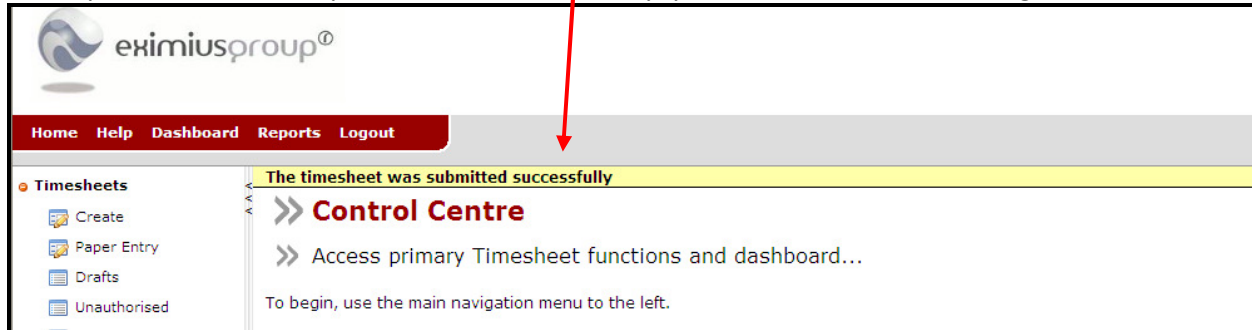 eximiusgroup®
Home Help Dashboard Reports Logout
Timesheets
Create
Paper Entry
Drafts
Unauthorised
The timesheet was submitted successfully
Control Centre
Access primary Timesheet functions and dashboard...
To begin, use the main navigation menu to the left.